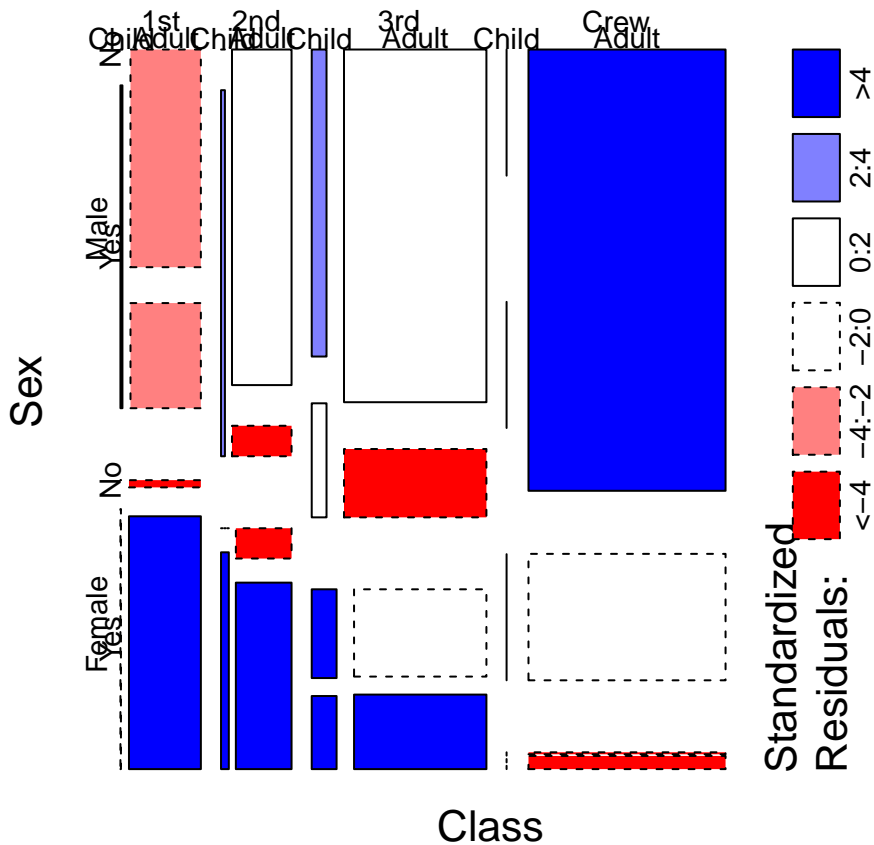 1st 2nd 3rd Crew
Child Adult Child Adult Child Adult Child Adult
Sex
Male Female
No Yes No Yes
Class
Standardized
Residuals:
<−4 −4:−2 −2:0 0:2 2:4 >4